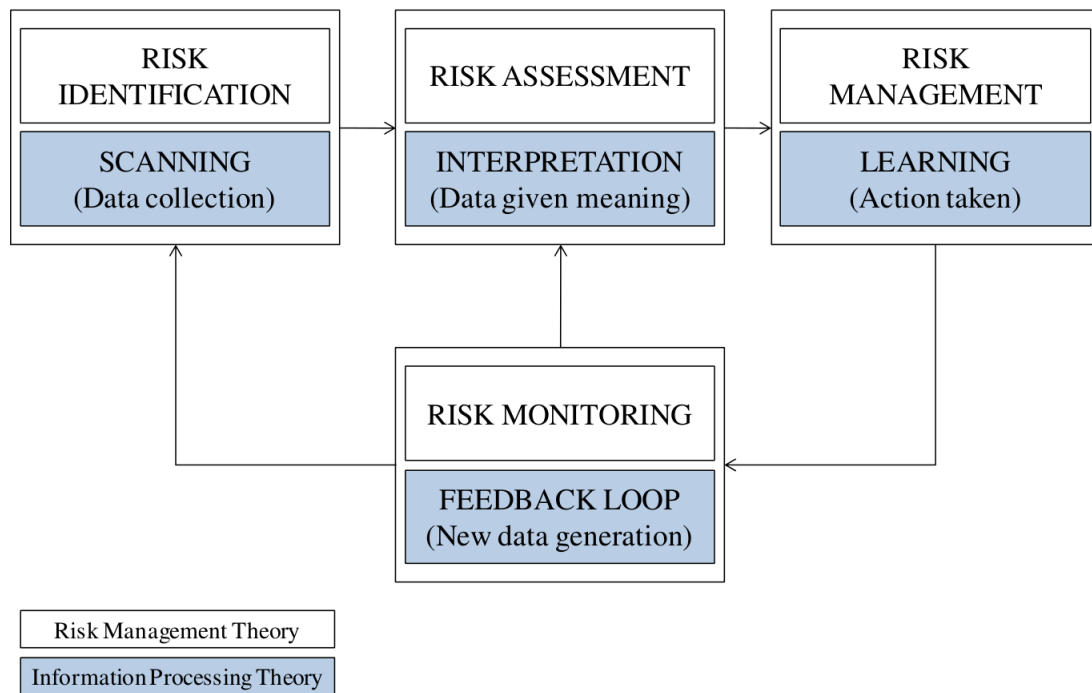 RISK
IDENTIFICATION
SCANNING
(Data collection)
RISK ASSESSMENT
INTERPRETATION
(Data given meaning)
RISK
MANAGEMENT
LEARNING
(Action taken)
RISK MONITORING
FEEDBACK LOOP
(New data generation)
Risk Management Theory
Information Processing Theory